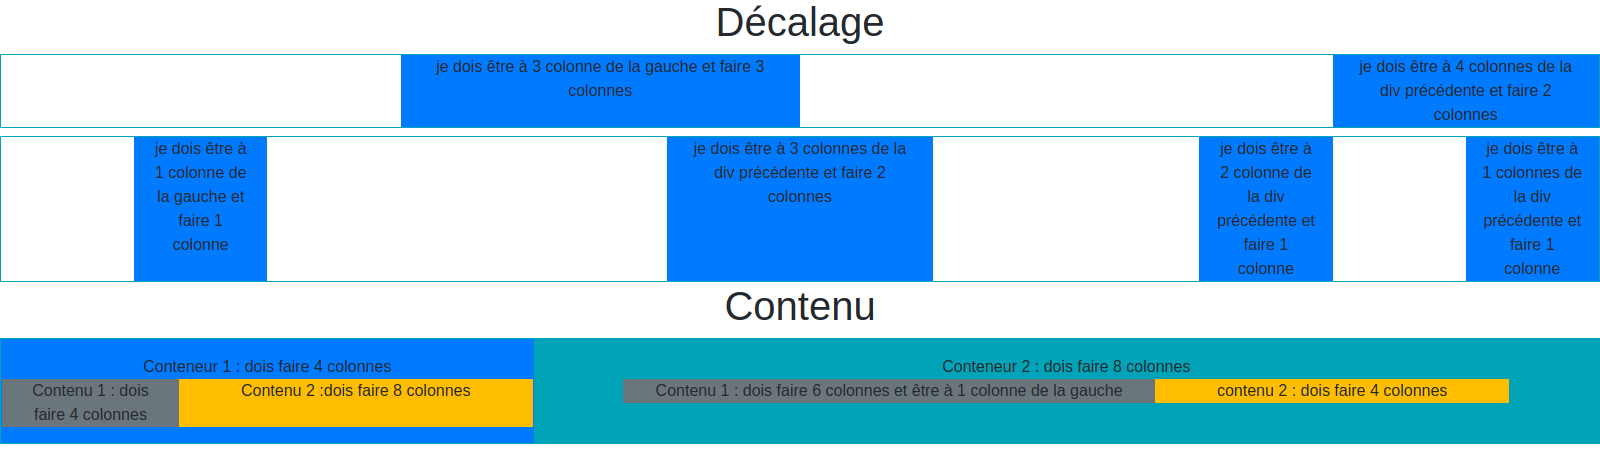 Décalage
je dois être à 3 colonne de la gauche et faire 3
colonnes
je dois être à 4 colonnes de la
div précédente et faire 2
colonnes
je dois être à
1 colonne de
la gauche et
faire 1
colonne
je dois être à 3 colonnes de la
div précédente et faire 2
colonnes
je dois être à
2 colonne de
la div
précédente et
faire 1
colonne
je dois être à
1 colonnes de
la div
précédente et
faire 1
colonne
Contenu
Conteneur 1 : dois faire 4 colonnes
Contenu 1 : dois
faire 4 colonnes
Contenu 2 :dois faire 8 colonnes
Conteneur 2 : dois faire 8 colonnes
Contenu 1 : dois faire 6 colonnes et être à 1 colonne de la gauche
contenu 2 : dois faire 4 colonnes